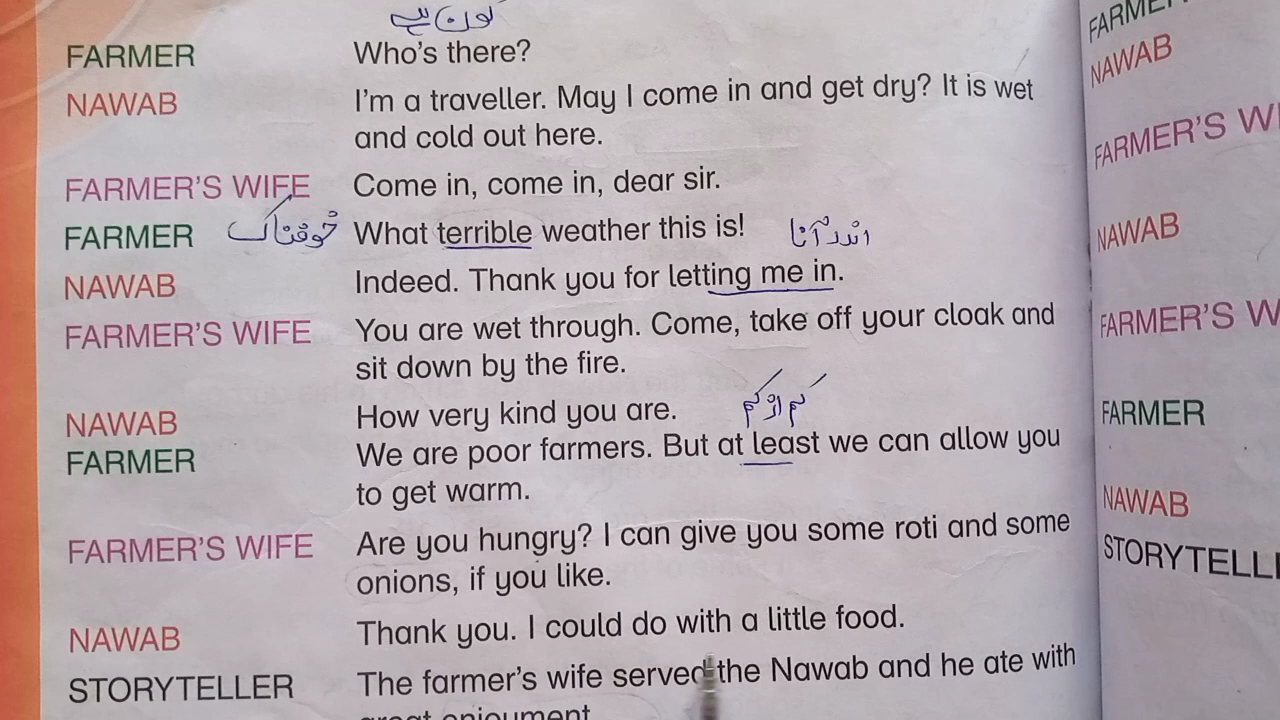 کون ہے
FARMER Who's there?
NAWAB I'm a traveller. May I come in and get dry? It is wet
and cold out here.
FARMER'S WIFE Come in, come in, dear sir.
FARMER خوفناک What terrible weather this is! اندر آنا
NAWAB Indeed. Thank you for letting me in.
FARMER'S WIFE You are wet through. Come, take off your cloak and
sit down by the fire.
NAWAB How very kind you are. کم از کم
FARMER We are poor farmers. But at least we can allow you
to get warm.
FARMER'S WIFE Are you hungry? I can give you some roti and some
onions, if you like.
NAWAB Thank you. I could do with a little food.
STORYTELLER The farmer's wife served the Nawab and he ate with
great enjoyment
FARMER
NAWAB
FARMER'S W
NAWAB
FARMER'S W
FARMER
NAWAB
STORYTELL